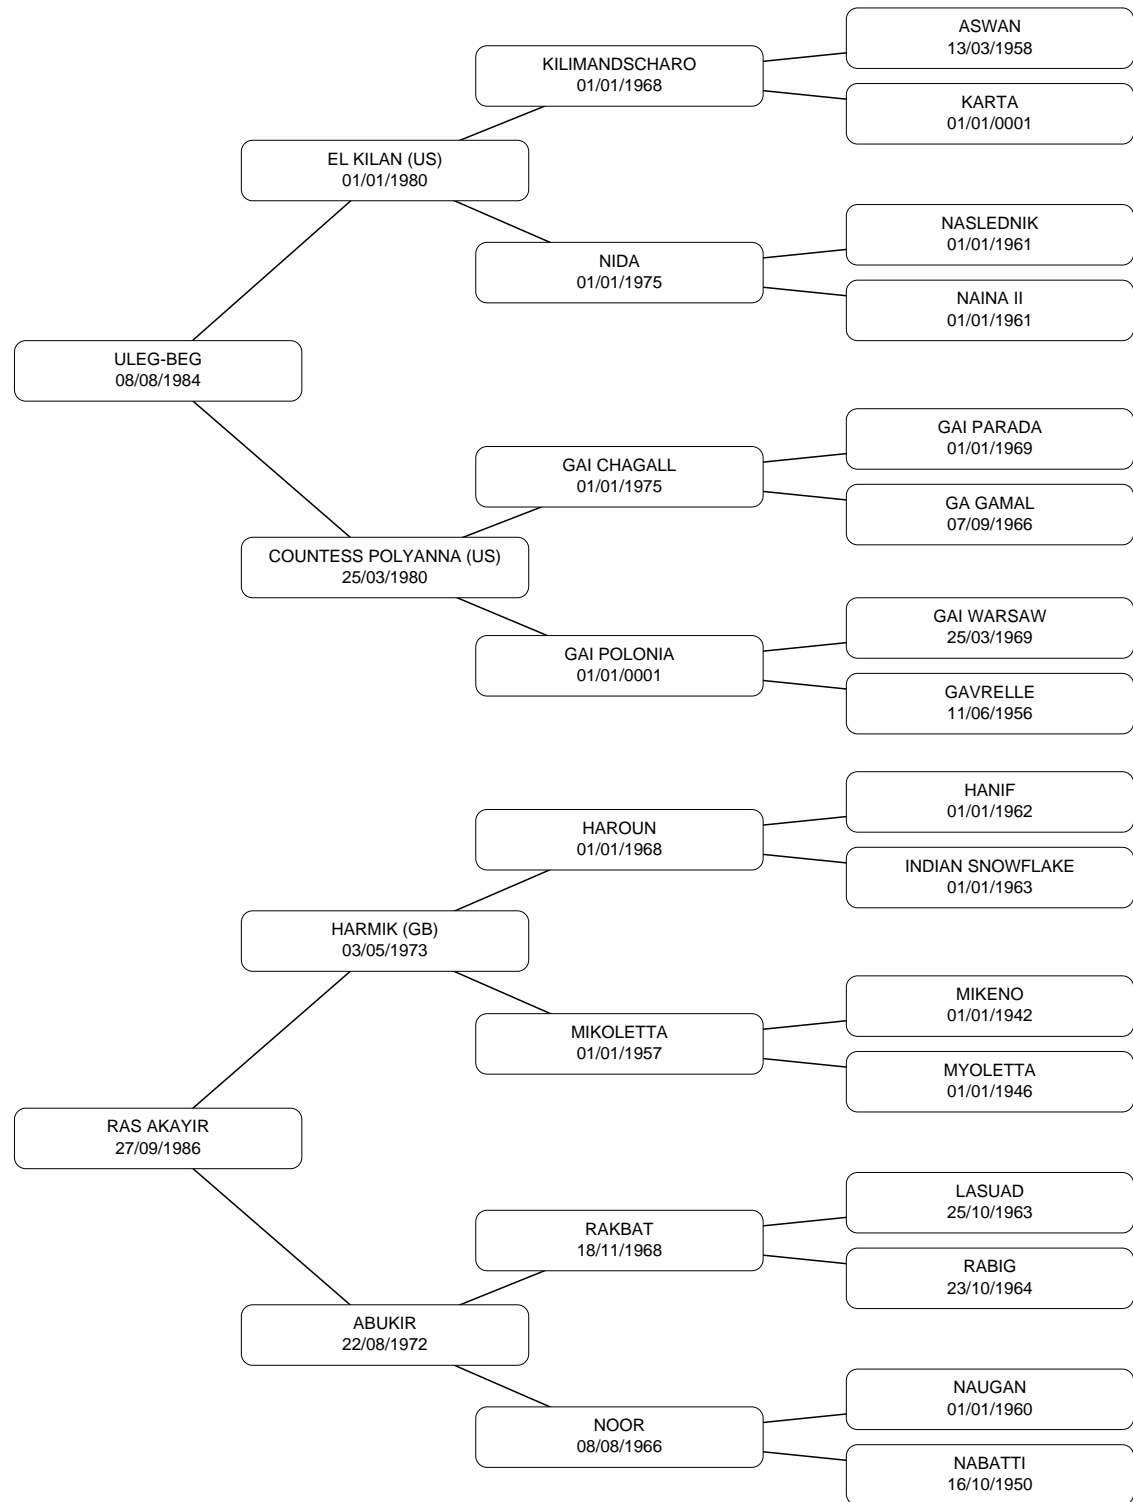 ASWAN
13/03/1958
KILIMANDSCHARO
01/01/1968
KARTA
01/01/0001
EL KILAN (US)
01/01/1980
NASLEDNIK
01/01/1961
NIDA
01/01/1975
NAINA II
01/01/1961
ULEG-BEG
08/08/1984
GAI PARADA
01/01/1969
GAI CHAGALL
01/01/1975
GA GAMAL
07/09/1966
COUNTESS POLYANNA (US)
25/03/1980
GAI WARSAW
25/03/1969
GAI POLONIA
01/01/0001
GAVRELLE
11/06/1956
HANIF
01/01/1962
HAROUN
01/01/1968
INDIAN SNOWFLAKE
01/01/1963
HARMIK (GB)
03/05/1973
MIKENO
01/01/1942
MIKOLETTA
01/01/1957
MYOLETTA
01/01/1946
RAS AKAYIR
27/09/1986
LASUAD
25/10/1963
RAKBAT
18/11/1968
RABIG
23/10/1964
ABUKIR
22/08/1972
NAUGAN
01/01/1960
NOOR
08/08/1966
NABATTI
16/10/1950